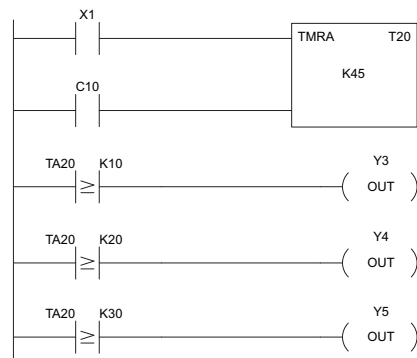 X1
TMRA T20
K45
C10
TA20 ≥ K10
Y3
OUT
TA20 ≥ K20
Y4
OUT
TA20 ≥ K30
Y5
OUT